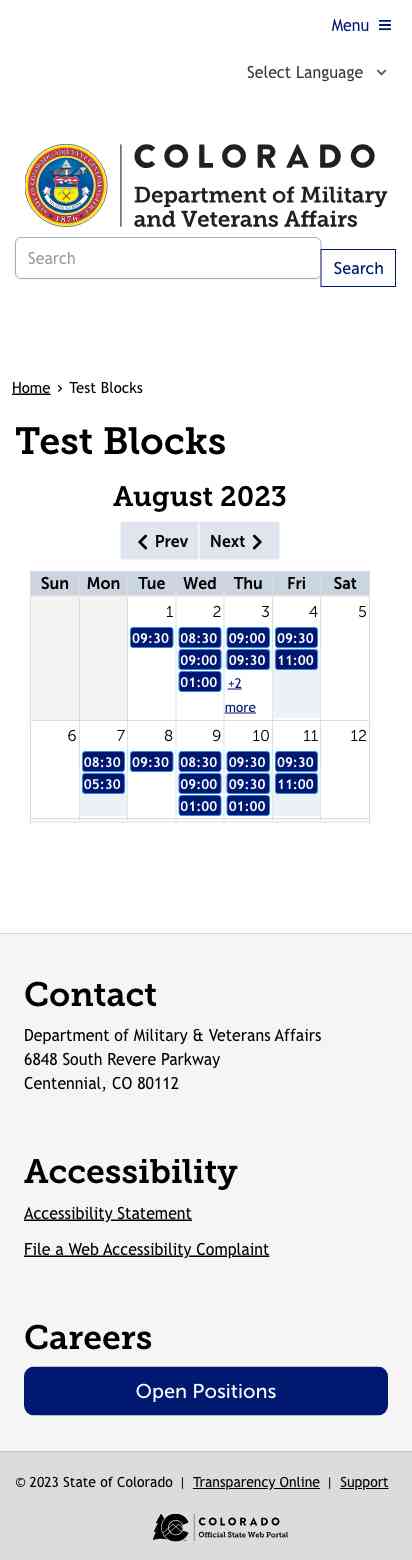 Menu
Select Language
COLORADO
Department of Military
and Veterans Affairs
1876
Search
Search
Home > Test Blocks
Test Blocks
August 2023
Prev Next
Sun Mon Tue Wed Thu Fri Sat
1 2 3 4 5
09:30 08:30 09:00 09:30
09:00 09:30 11:00
01:00 +2
more
6 7 8 9 10 11 12
08:30 09:30 08:30 09:30 09:30
05:30 09:00 09:30 11:00
01:00 01:00
Contact
Department of Military & Veterans Affairs
6848 South Revere Parkway
Centennial, CO 80112
Accessibility
Accessibility Statement
File a Web Accessibility Complaint
Careers
Open Positions
© 2023 State of Colorado | Transparency Online | Support
COLORADO
Official State Web Portal